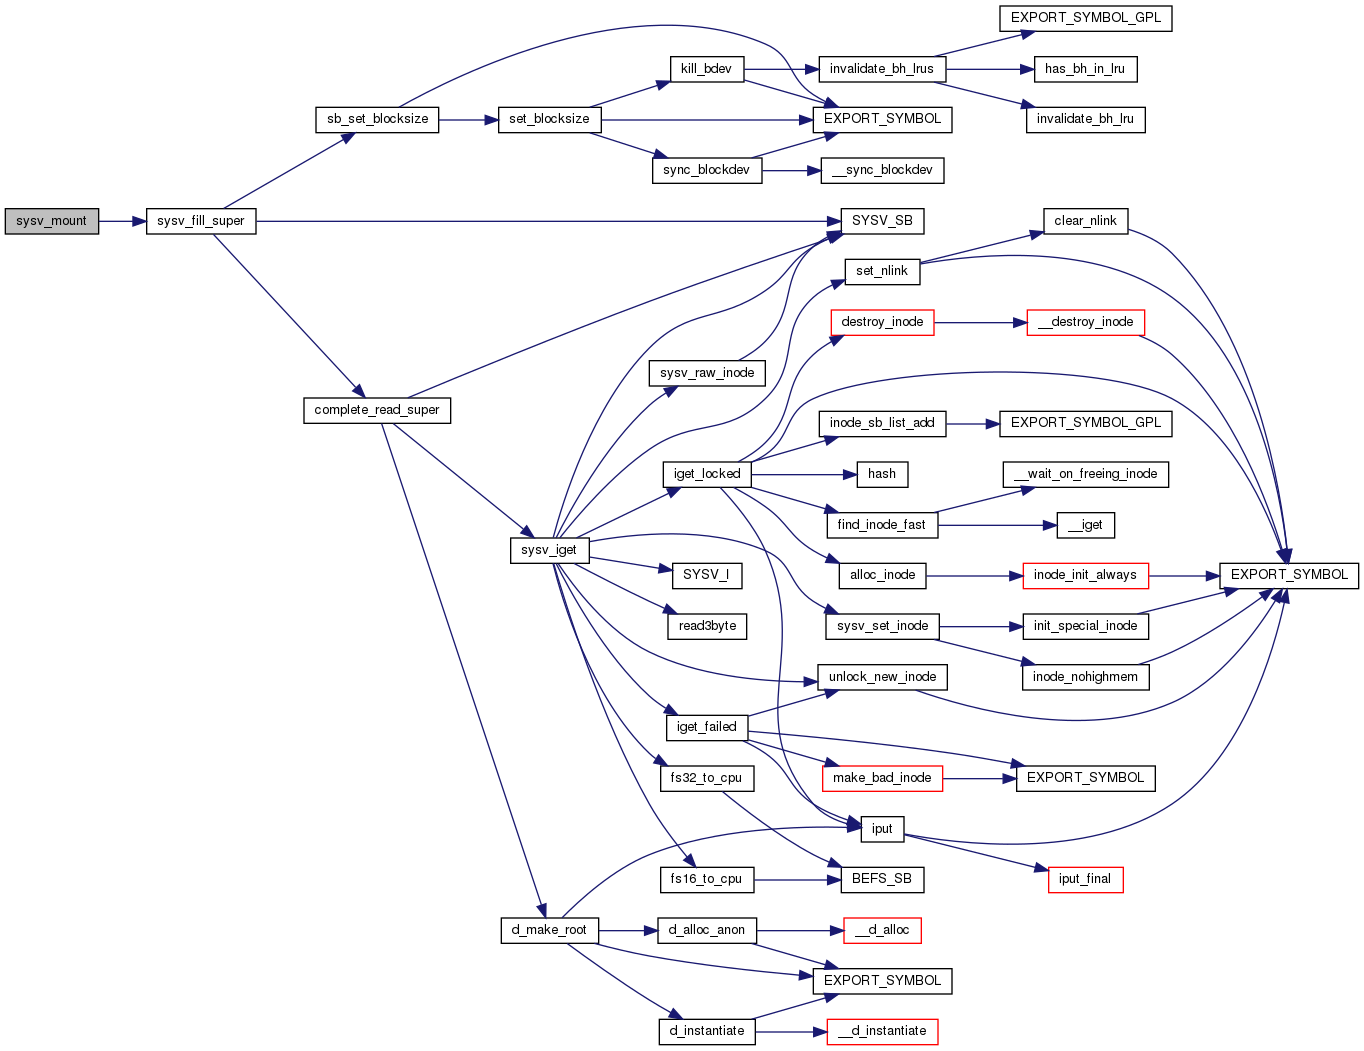 EXPORT_SYMBOL_GPL
kill_bdev
invalidate_bh_lrus
has_bh_in_lru
sb_set_blocksize
set_blocksize
EXPORT_SYMBOL
invalidate_bh_lru
sync_blockdev
__sync_blockdev
sysv_mount
sysv_fill_super
SYSV_SB
clear_nlink
set_nlink
destroy_inode
__destroy_inode
sysv_raw_inode
complete_read_super
inode_sb_list_add
EXPORT_SYMBOL_GPL
iget_locked
hash
__wait_on_freeing_inode
find_inode_fast
__iget
sysv_iget
SYSV_I
alloc_inode
inode_init_always
EXPORT_SYMBOL
read3byte
sysv_set_inode
init_special_inode
unlock_new_inode
inode_nohighmem
iget_failed
fs32_to_cpu
make_bad_inode
EXPORT_SYMBOL
iput
fs16_to_cpu
BEFS_SB
iput_final
d_make_root
d_alloc_anon
__d_alloc
EXPORT_SYMBOL
d_instantiate
__d_instantiate